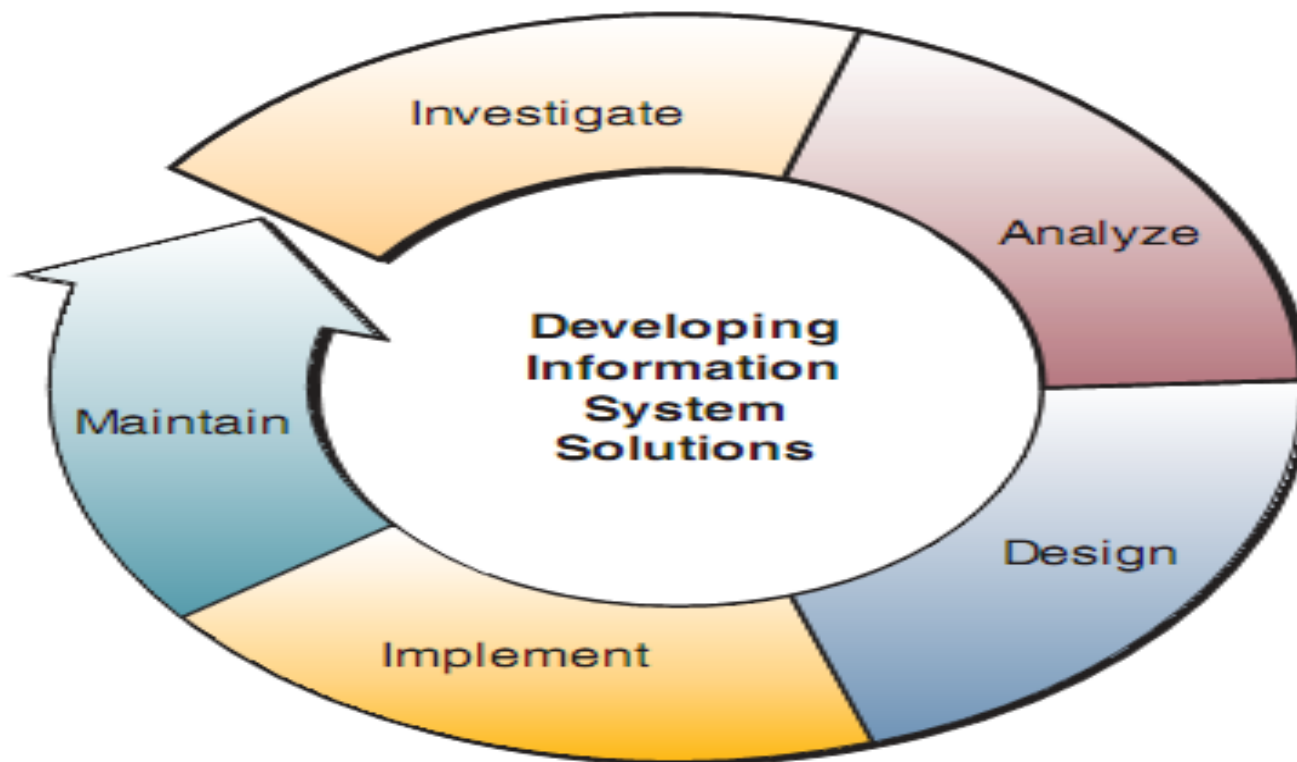 Investigate
Analyze
Developing
Information
System
Solutions
Maintain
Design
Implement